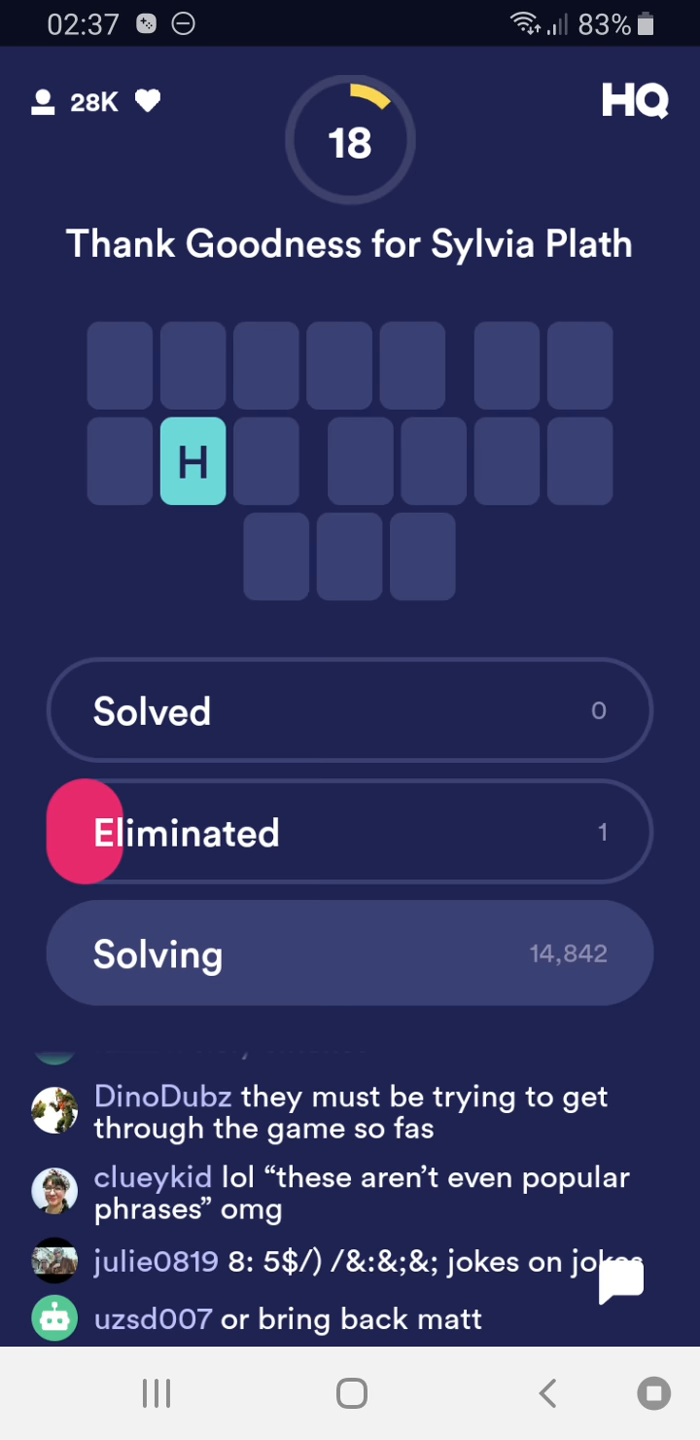 02:37 83%
28K 18 HQ
Thank Goodness for Sylvia Plath
H
Solved 0
Eliminated 1
Solving 14,842
DinoDubz they must be trying to get
through the game so fas
clueykid lol “these aren’t even popular
phrases” omg
julie0819 8: 5$/) /&:&;&; jokes on jokes
uzsd007 or bring back matt